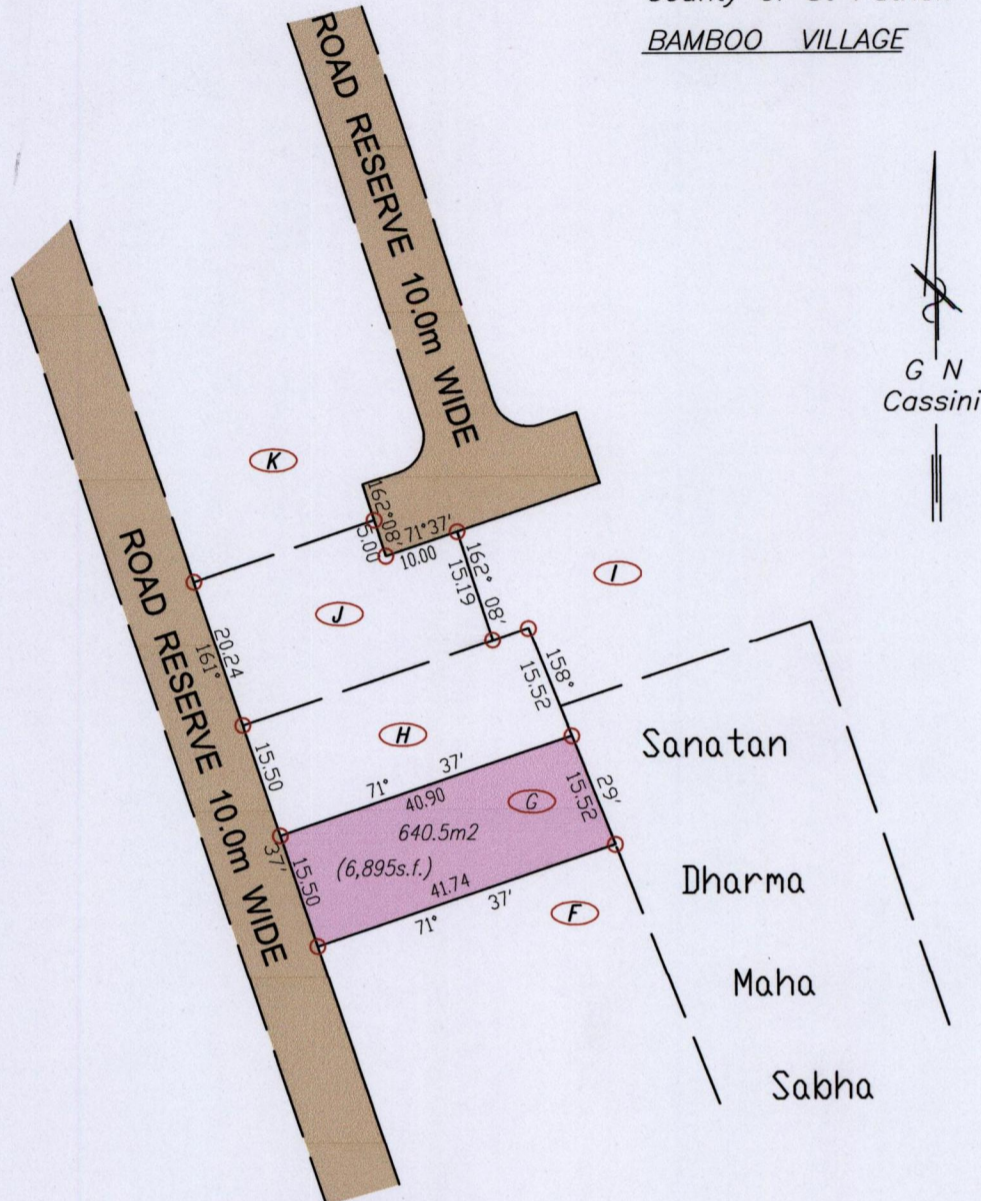 BAMBOO VILLAGE
ROAD RESERVE 10.0m WIDE
G N
Cassini
K
162°08'
5.00
71°37'
10.00
162° 08'
15.19
I
J
20.24
161°
ROAD RESERVE 10.0m WIDE
158°
15.52
H
15.50
Sanatan
71° 37'
40.90
G
29'
15.52
640.5m2
(6,895s.f.)
37'
15.50
41.74
71° 37'
F
Dharma
Maha
Sabha